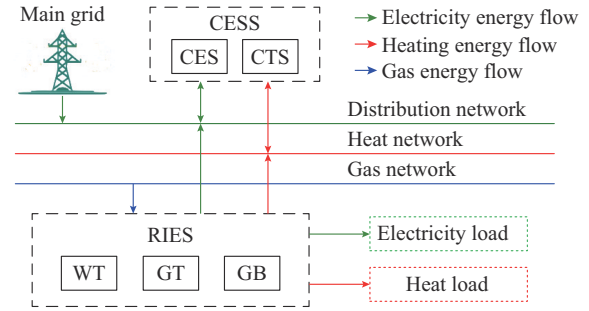 Main grid
CESS
CES
CTS
Electricity energy flow
Heating energy flow
Gas energy flow
Distribution network
Heat network
Gas network
RIES
WT
GT
GB
Electricity load
Heat load